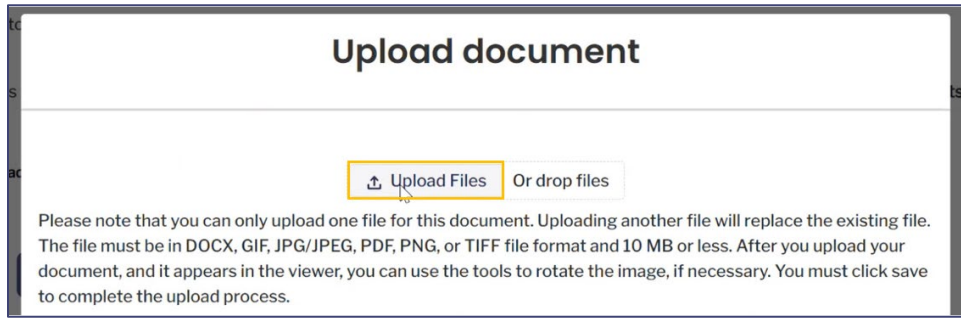 Upload document
Upload Files Or drop files
Please note that you can only upload one file for this document. Uploading another file will replace the existing file.
The file must be in DOCX, GIF, JPG/JPEG, PDF, PNG, or TIFF file format and 10 MB or less. After you upload your
document, and it appears in the viewer, you can use the tools to rotate the image, if necessary. You must click save
to complete the upload process.